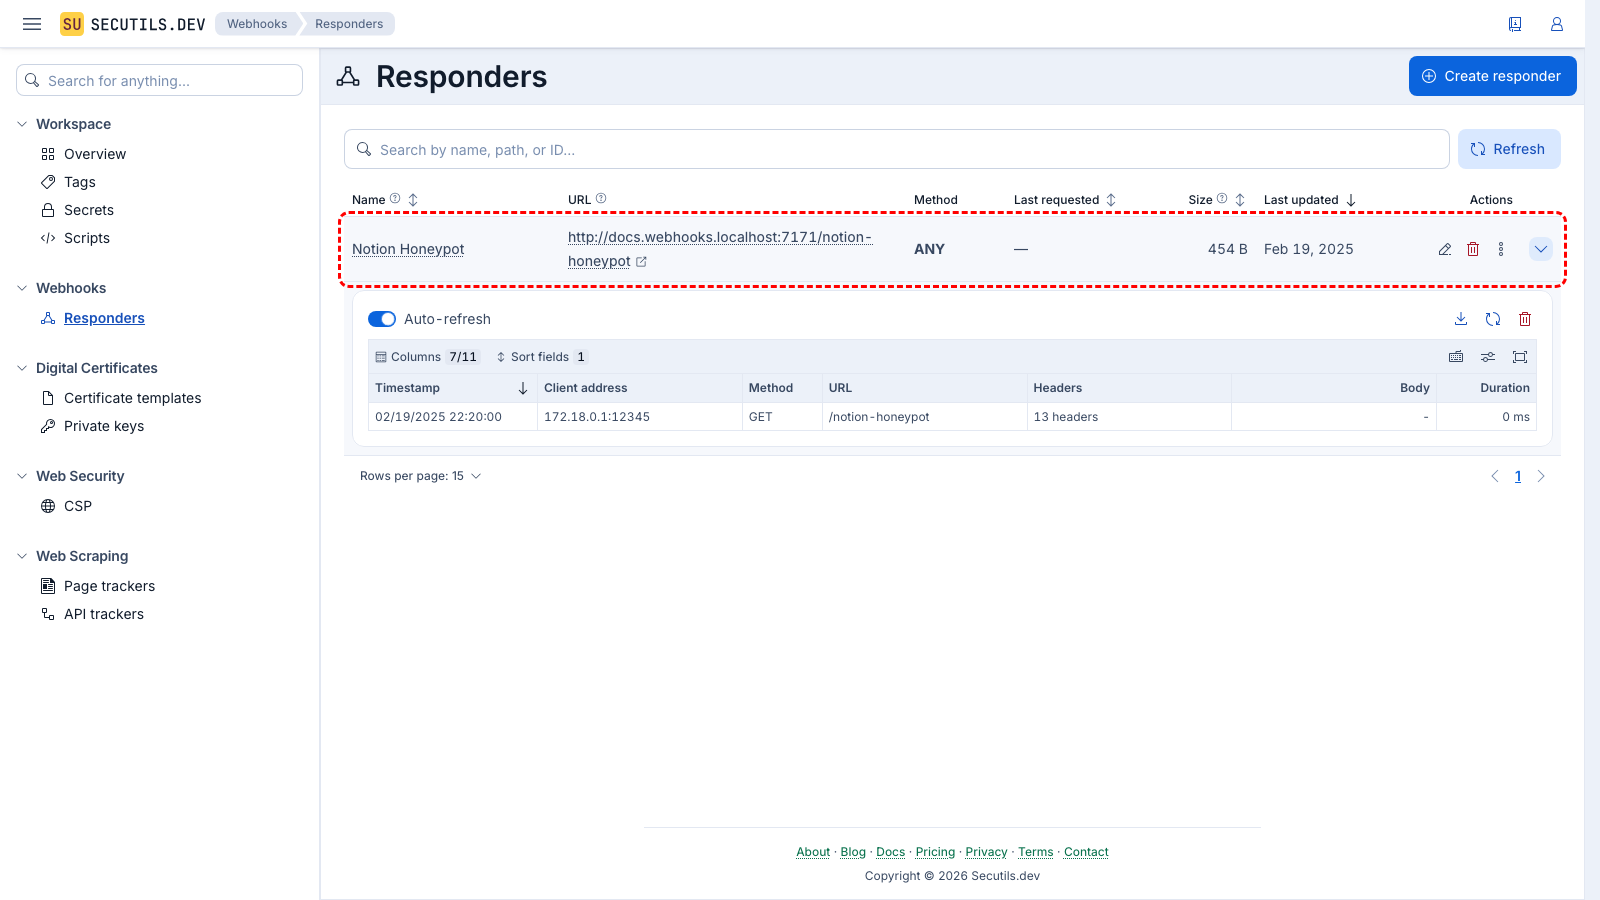 SU SECUTILS.DEV Webhooks Responders
Search for anything...
Workspace
Overview
Tags
Secrets
Scripts
Webhooks
Responders
Digital Certificates
Certificate templates
Private keys
Web Security
CSP
Web Scraping
Page trackers
API trackers
Responders
Create responder
Search by name, path, or ID...
Refresh
Name URL Method Last requested Size Last updated Actions
Notion Honeypot http://docs.webhooks.localhost:7171/notion-
honeypot ANY — 454 B Feb 19, 2025
Auto-refresh
Columns 7/11 Sort fields 1
Timestamp Client address Method URL Headers Body Duration
02/19/2025 22:20:00 172.18.0.1:12345 GET /notion-honeypot 13 headers - 0 ms
Rows per page: 15
1
About · Blog · Docs · Pricing · Privacy · Terms · Contact
Copyright © 2026 Secutils.dev